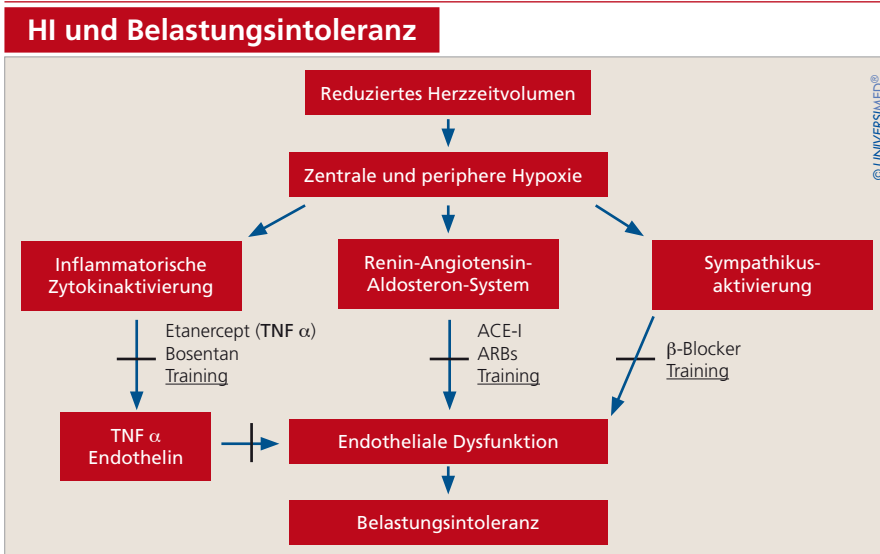 HI und Belastungsintoleranz
© UNIVERSIMED®
Reduziertes Herzzeitvolumen
Zentrale und periphere Hypoxie
Inflammatorische
Zytokinaktivierung
Renin-Angiotensin-
Aldosteron-System
Sympathikus-
aktivierung
Etanercept (TNF α)
Bosentan
Training
ACE-I
ARBs
Training
β-Blocker
Training
TNF α
Endothelin
Endotheliale Dysfunktion
Belastungsintoleranz